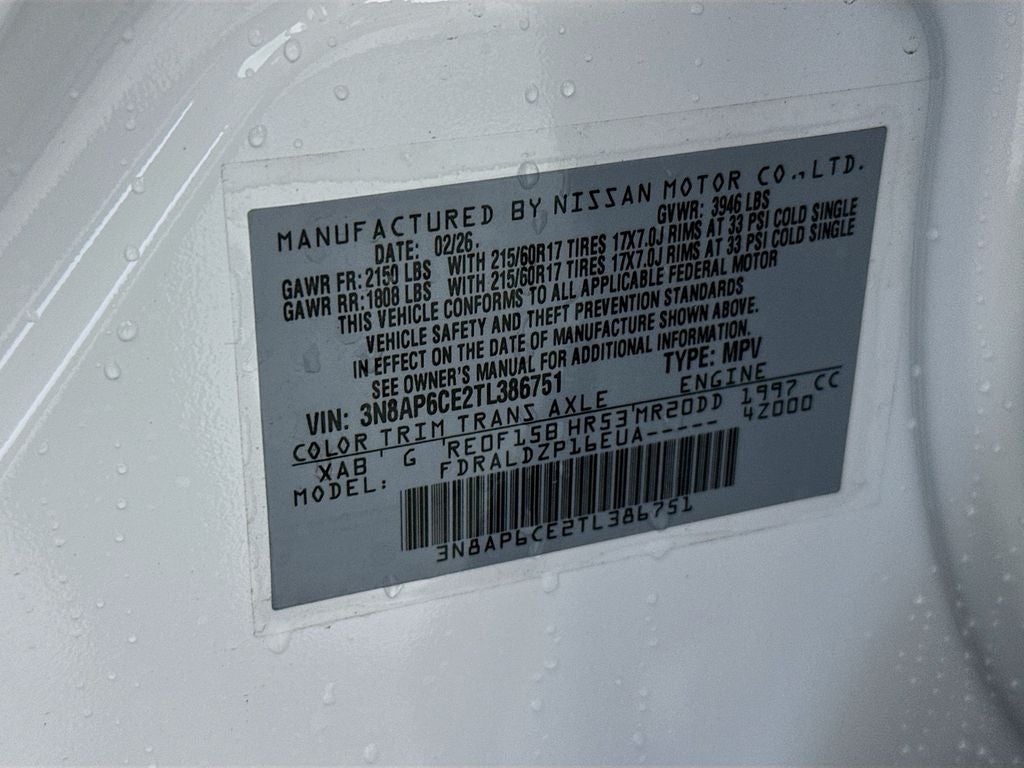 MANUFACTURED BY NISSAN MOTOR CO.,LTD.
DATE: 02/26. GVWR: 3946 LBS
GAWR FR: 2150 LBS WITH 215/60R17 TIRES 17X7.0J RIMS AT 33 PSI COLD SINGLE
GAWR RR: 1808 LBS WITH 215/60R17 TIRES 17X7.0J RIMS AT 33 PSI COLD SINGLE
THIS VEHICLE CONFORMS TO ALL APPLICABLE FEDERAL MOTOR
VEHICLE SAFETY AND THEFT PREVENTION STANDARDS
IN EFFECT ON THE DATE OF MANUFACTURE SHOWN ABOVE.
SEE OWNER'S MANUAL FOR ADDITIONAL INFORMATION.
VIN: 3N8AP6CE2TL386751 TYPE: MPV
COLOR TRIM TRANS AXLE ENGINE
XAB G RE0F15B HR53 MR20DD 1997 CC
MODEL: FDRALDZP16EUA----- 4Z000
3N8AP6CE2TL386751